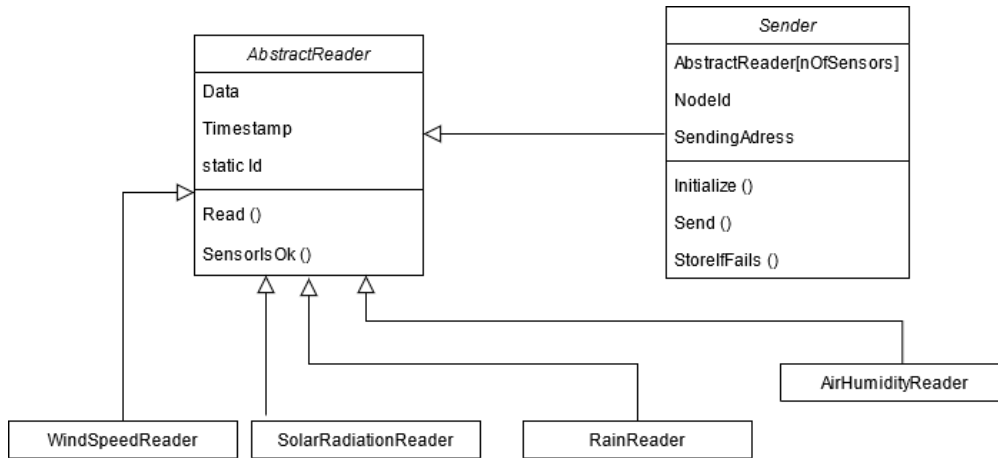 AbstractReader
Data
Timestamp
static Id
Read ()
SensorIsOk ()
Sender
AbstractReader[nOfSensors]
NodeId
SendingAdress
Initialize ()
Send ()
StoreIfFails ()
AirHumidityReader
WindSpeedReader
SolarRadiationReader
RainReader